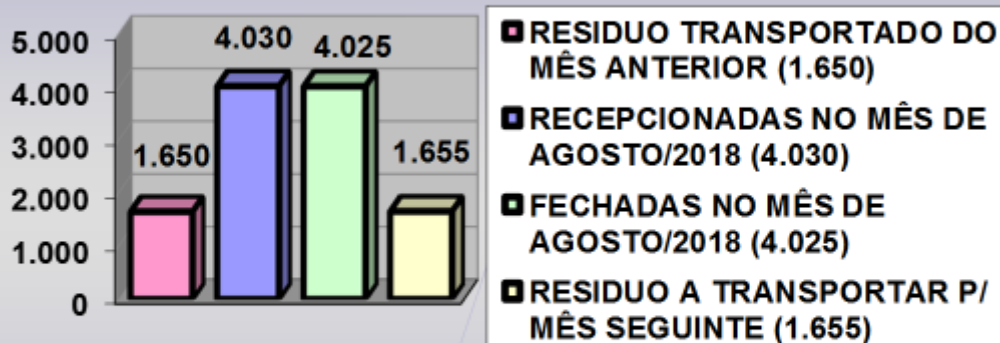 5.000
4.000
3.000
2.000
1.000
0
1.650
4.030
4.025
1.655
RESIDUO TRANSPORTADO DO
MÊS ANTERIOR (1.650)
RECEPCIONADAS NO MÊS DE
AGOSTO/2018 (4.030)
FECHADAS NO MÊS DE
AGOSTO/2018 (4.025)
RESIDUO A TRANSPORTAR P/
MÊS SEGUINTE (1.655)